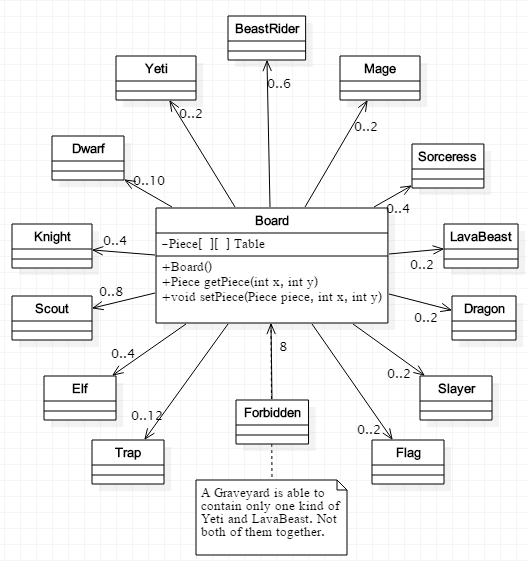 BeastRider
Yeti
Mage
0..6
0..2
0..2
Dwarf
Sorceress
0..10
0..4
Board
-Piece[ ][ ] Table
+Board()
+Piece getPiece(int x, int y)
+void setPiece(Piece piece, int x, int y)
Knight
0..4
LavaBeast
0..2
Scout
0..8
Dragon
0..2
8
0..4
0..2
Elf
Slayer
Forbidden
0..12
0..2
Trap
Flag
A Graveyard is able to
contain only one kind of
Yeti and LavaBeast. Not
both of them together.